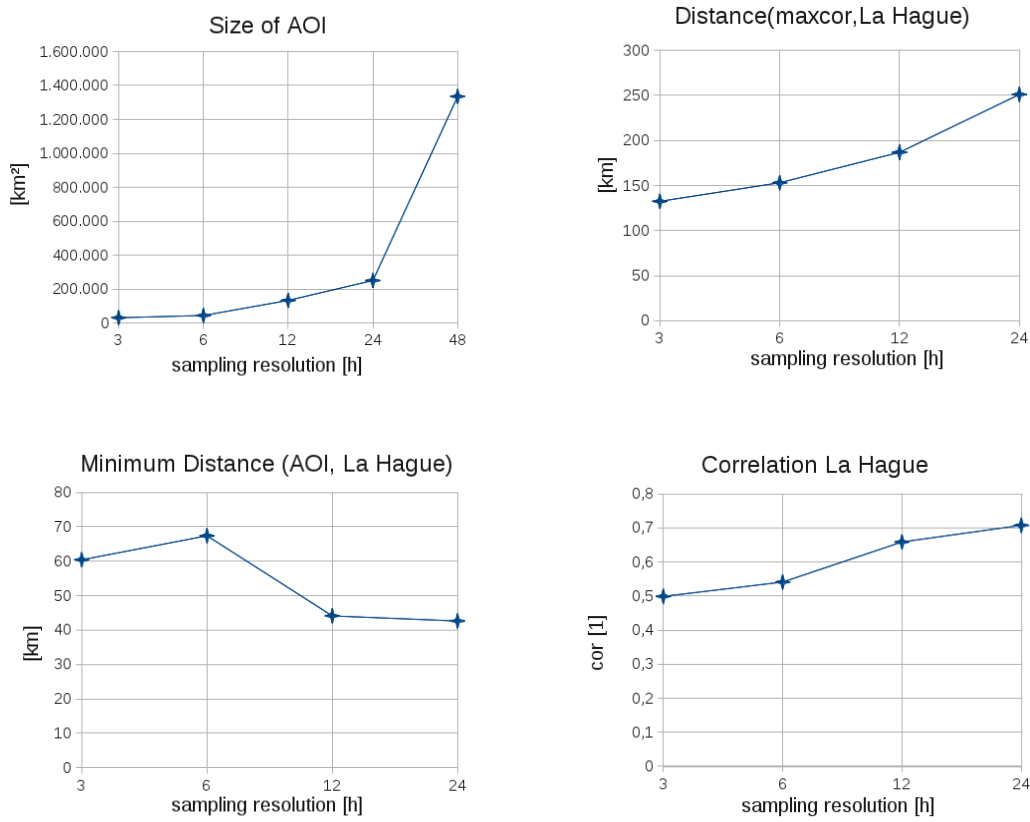 Size of AOI
1.600.000
1.400.000
1.200.000
1.000.000
800.000
600.000
400.000
200.000
0
[km²]
3 6 12 24 48
sampling resolution [h]
Distance(maxcor,La Hague)
300
250
200
150
100
50
0
[km]
3 6 12 24
sampling resolution [h]
Minimum Distance (AOI, La Hague)
80
70
60
50
40
30
20
10
0
[km]
3 6 12 24
sampling resolution [h]
Correlation La Hague
0,8
0,7
0,6
0,5
0,4
0,3
0,2
0,1
0
cor [1]
3 6 12 24
sampling resolution [h]